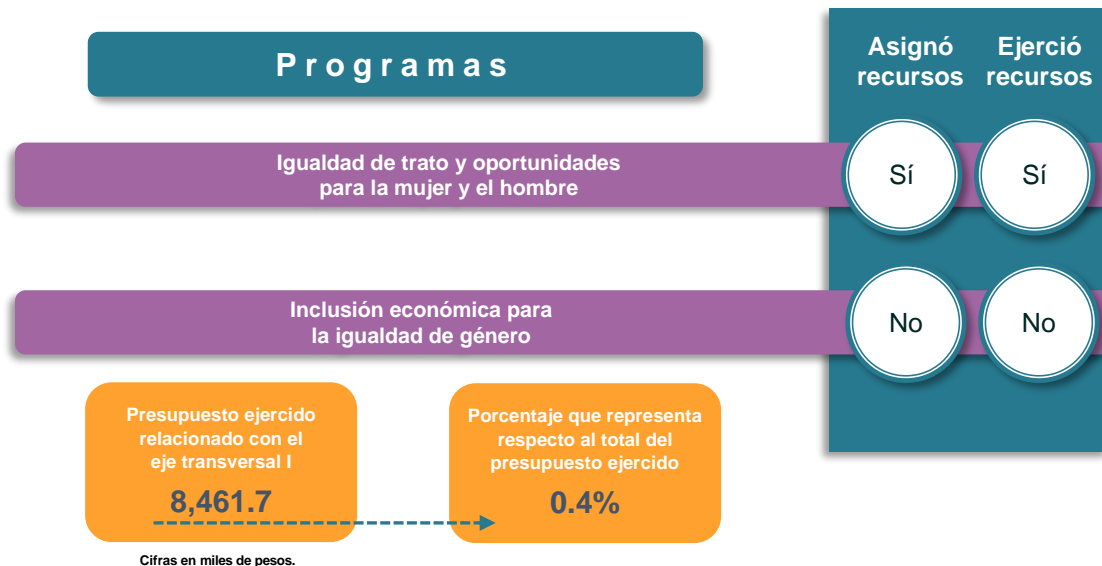 Programas
Asignó
recursos
Ejerció
recursos
Igualdad de trato y oportunidades
para la mujer y el hombre
Sí
Sí
Inclusión económica para
la igualdad de género
No
No
Presupuesto ejercido
relacionado con el
eje transversal I
8,461.7
Porcentaje que representa
respecto al total del
presupuesto ejercido
0.4%
Cifras en miles de pesos.